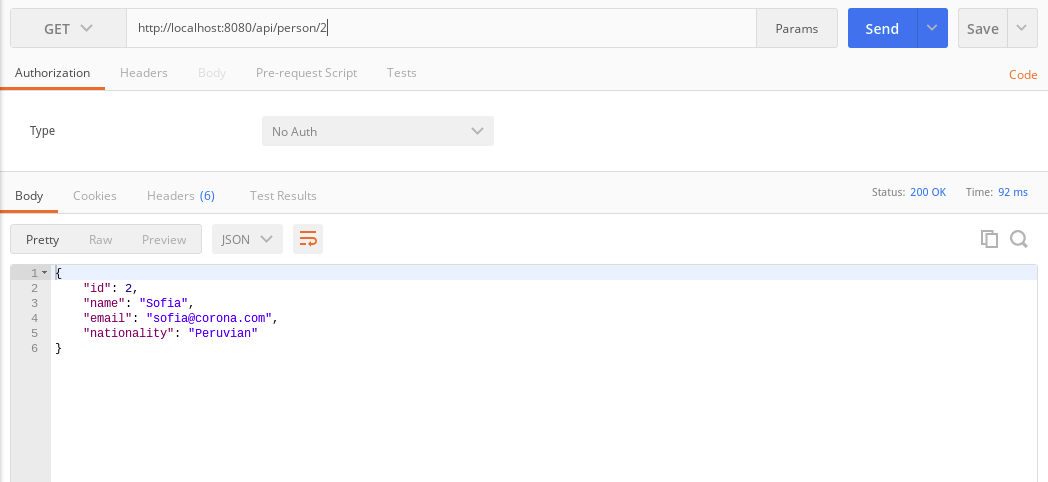 GET http://localhost:8080/api/person/2 Params Send Save
Authorization Headers Body Pre-request Script Tests Code
Type No Auth
Body Cookies Headers (6) Test Results Status: 200 OK Time: 92 ms
Pretty Raw Preview JSON
1 {
2 "id": 2,
3 "name": "Sofia",
4 "email": "sofia@corona.com",
5 "nationality": "Peruvian"
6 }